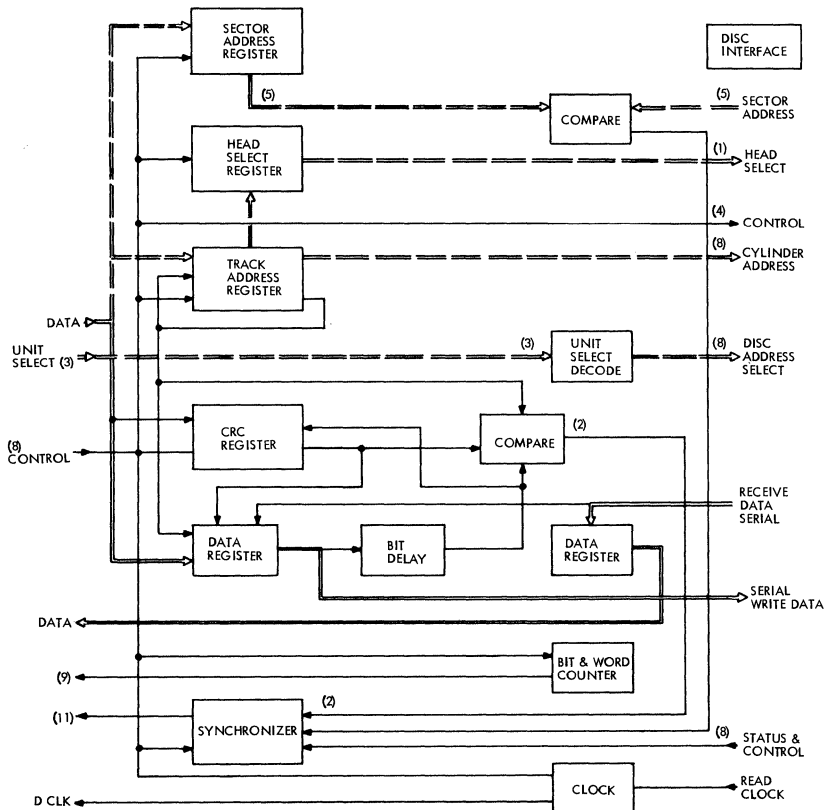 SECTOR
ADDRESS
REGISTER
DISC
INTERFACE
(5)
(5)
SECTOR
ADDRESS
COMPARE
HEAD
SELECT
REGISTER
(1)
HEAD
SELECT
(4)
CONTROL
TRACK
ADDRESS
REGISTER
(8)
CYLINDER
ADDRESS
DATA
UNIT
SELECT (3)
(3)
UNIT
SELECT
DECODE
(8)
DISC
ADDRESS
SELECT
(8)
CONTROL
CRC
REGISTER
COMPARE
(2)
RECEIVE
DATA
SERIAL
DATA
REGISTER
BIT
DELAY
DATA
REGISTER
SERIAL
WRITE DATA
DATA
BIT & WORD
COUNTER
(9)
(11)
SYNCHRONIZER
(2)
(8)
STATUS &
CONTROL
CLOCK
READ
CLOCK
D CLK